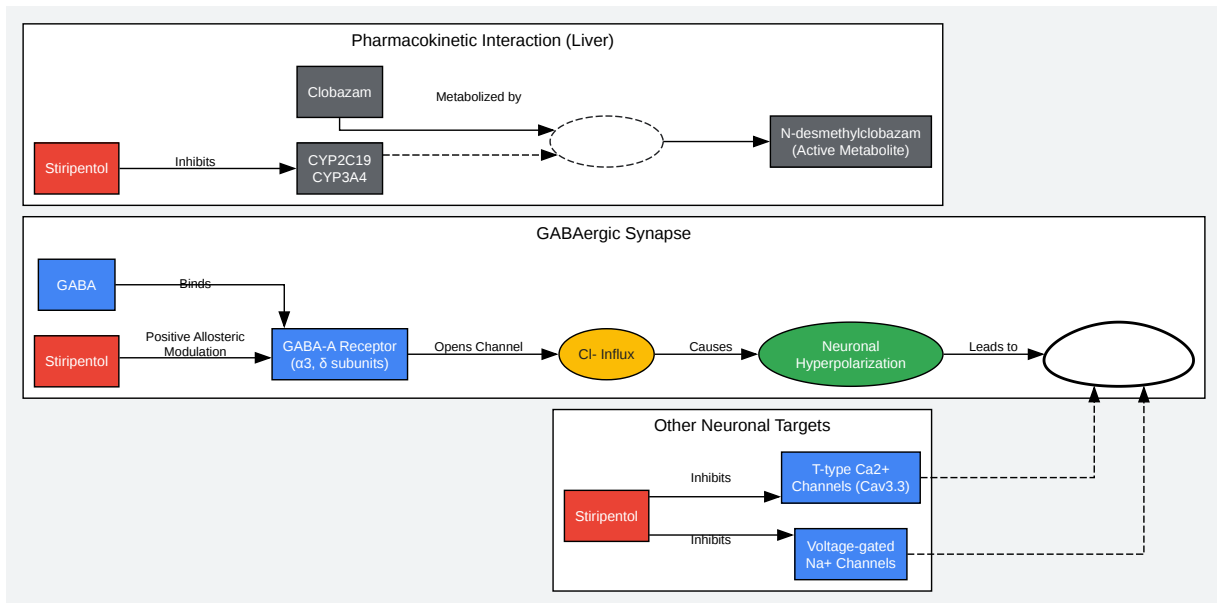 Pharmacokinetic Interaction (Liver)
Clobazam
Metabolized by
N-desmethylclobazam
(Active Metabolite)
Stiripentol
Inhibits
CYP2C19
CYP3A4
GABAergic Synapse
GABA
Binds
Stiripentol
Positive Allosteric
Modulation
GABA-A Receptor
(α3, δ subunits)
Opens Channel
Cl- Influx
Causes
Neuronal
Hyperpolarization
Leads to
Other Neuronal Targets
Stiripentol
Inhibits
T-type Ca2+
Channels (Cav3.3)
Inhibits
Voltage-gated
Na+ Channels